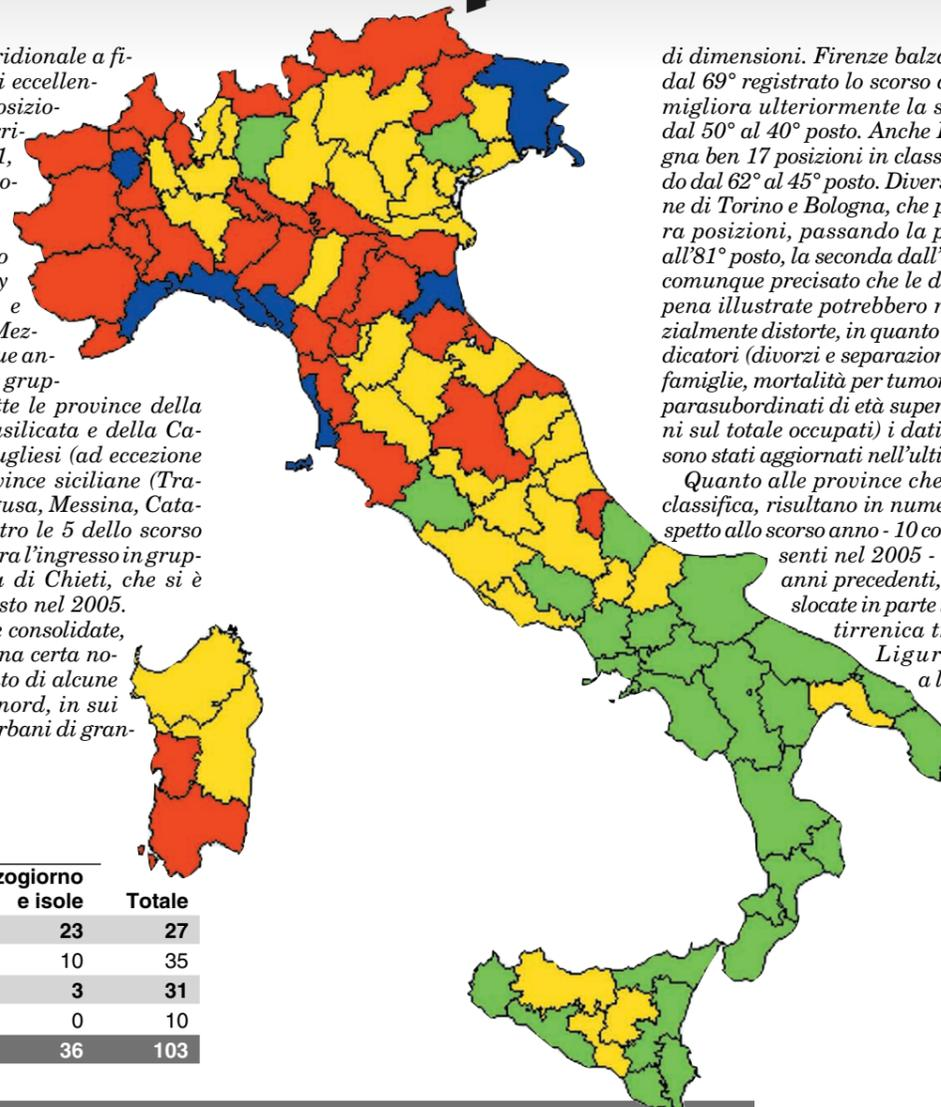 ridionale a fi-
i eccellen-
osizio-
rri-
1,
o-
o
y
e
Mez-
ue an-
grup-
tte le province della
asilicata e della Ca-
ugliesi (ad eccezione
vince siciliane (Tra-
gusa, Messina, Cata-
tro le 5 dello scorso
ra l'ingresso in grup-
a di Chieti, che si è
sto nel 2005.
e consolidate,
na certa no-
to di alcune
nord, in sui
rbani di gran-
zogiorno
e isole Totale
23 27
10 35
3 31
0 10
36 103
di dimensioni. Firenze balza
dal 69° registrato lo scorso
migliora ulteriormente la s
dal 50° al 40° posto. Anche
gna ben 17 posizioni in class
do dal 62° al 45° posto. Divers
ne di Torino e Bologna, che p
ra posizioni, passando la p
all'81° posto, la seconda dall'
comunque precisato che le d
pena illustrate potrebbero
zialmente distorte, in quanto
dicatori (divorzi e separazion
famiglie, mortalità per tumor
parasubordinati di età super
ni sul totale occupati) i dati
sono stati aggiornati nell'ulti
Quanto alle province che
classifica, risultano in nume
spetto allo scorso anno - 10 co
senti nel 2005 -
anni precedenti,
slocate in parte
tirrenica t
Ligur
a l